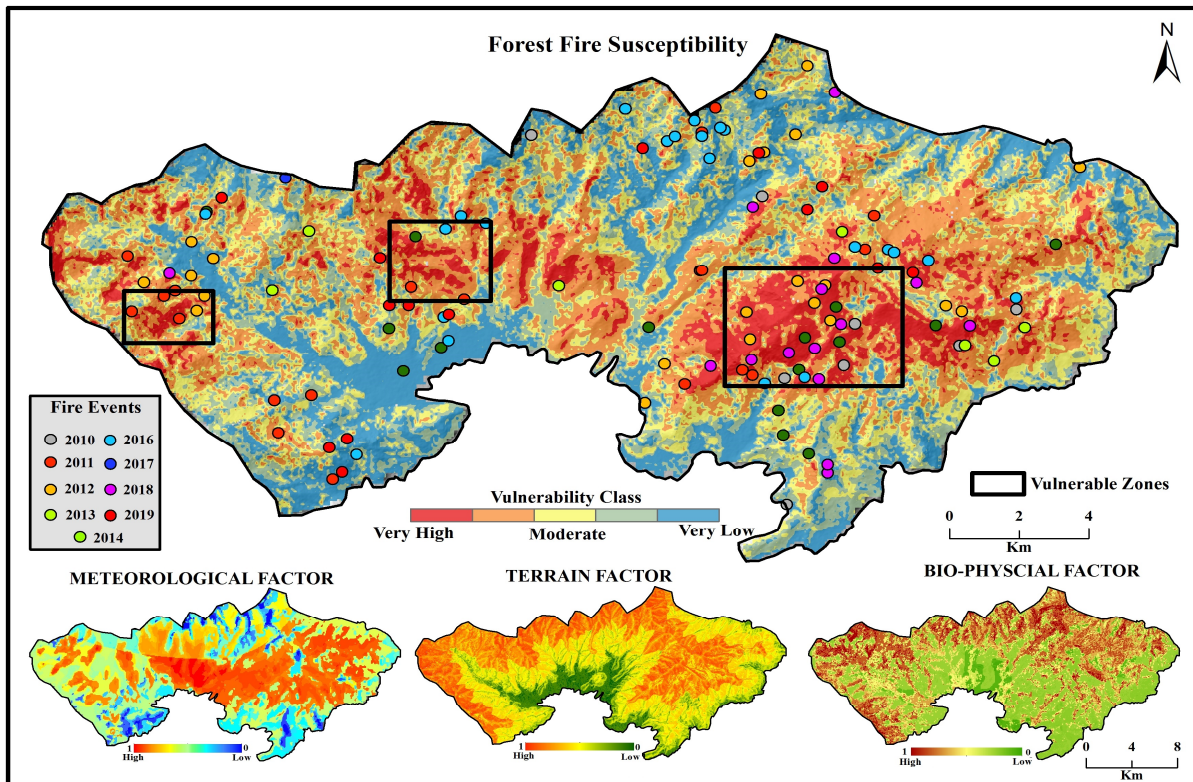 Forest Fire Susceptibility
N
Fire Events
2010
2016
2011
2017
2012
2018
2013
2019
2014
Vulnerability Class
Very High
Moderate
Very Low
Vulnerable Zones
0 2 4
Km
METEOROLOGICAL FACTOR
1 0
High Low
TERRAIN FACTOR
1 0
High Low
BIO-PHYSCIAL FACTOR
1 0
High Low
0 4 8
Km